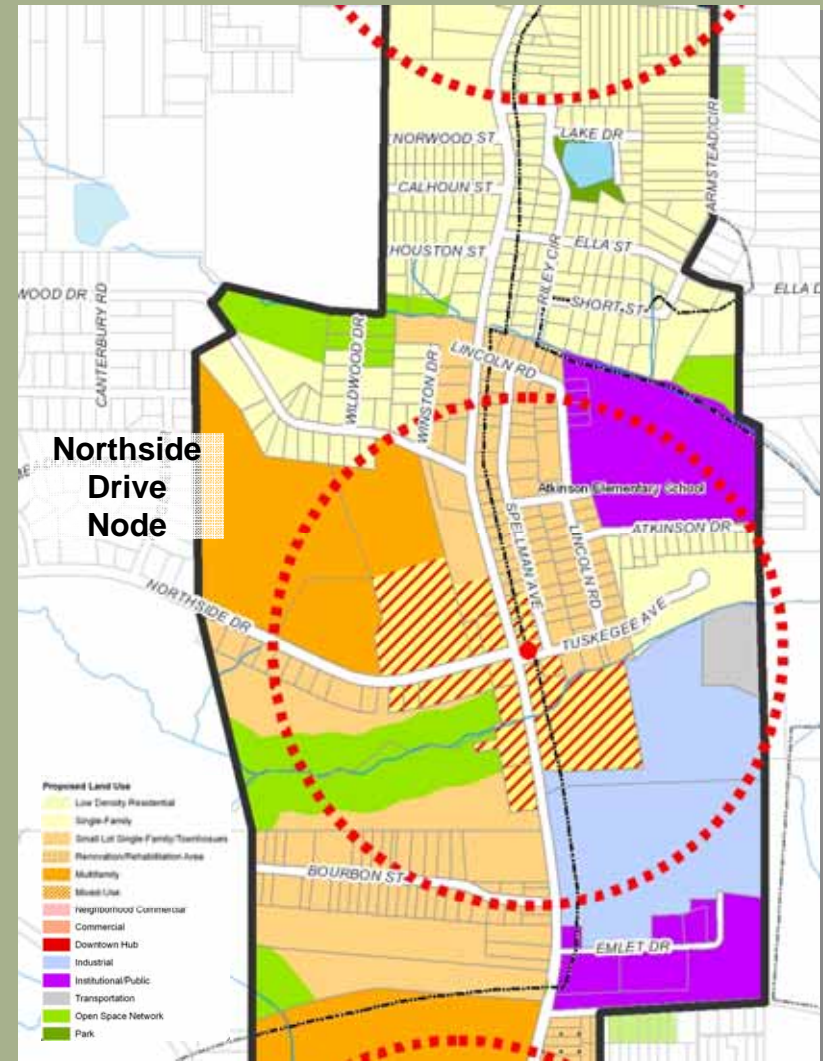 NORWOOD ST
LAKE DR
CALHOUN ST
ARMSTEAD CIR
HOUSTON ST
RILEY CIR
ELLA ST
WOOD DR
CANTERBURY RD
SHORT ST
ELLA D
WILDWOOD DR
WINSTON DR
LINCOLN RD
Northside
Drive
Node
Atkinson Elementary School
SPELLMAN AVE
LINCOLN RD
ATKINSON DR
NORTHSIDE DR
TUSKEGEE AVE
BOURBON ST
EMLET DR
Proposed Land Use
Low Density Residential
Single-Family
Small Lot Single-Family/Townhouses
Renovation/Rehabilitation Area
Multifamily
Mixed-Use
Neighborhood Commercial
Commercial
Downtown Hub
Industrial
Institutional/Public
Transportation
Open Space Network
Park